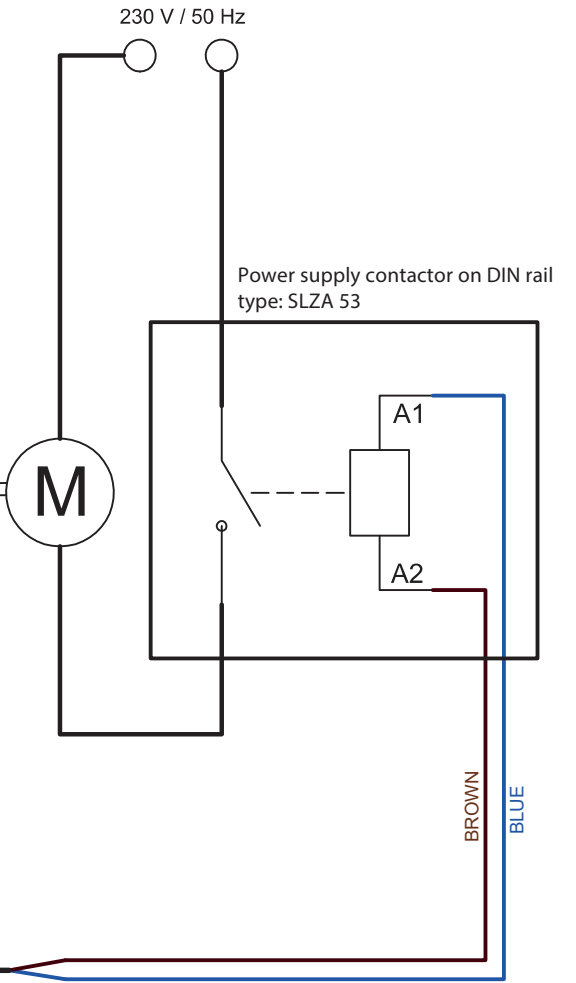 230 V / 50 Hz
Power supply contactor on DIN rail
type: SLZA 53
A1
M
A2
BROWN
BLUE